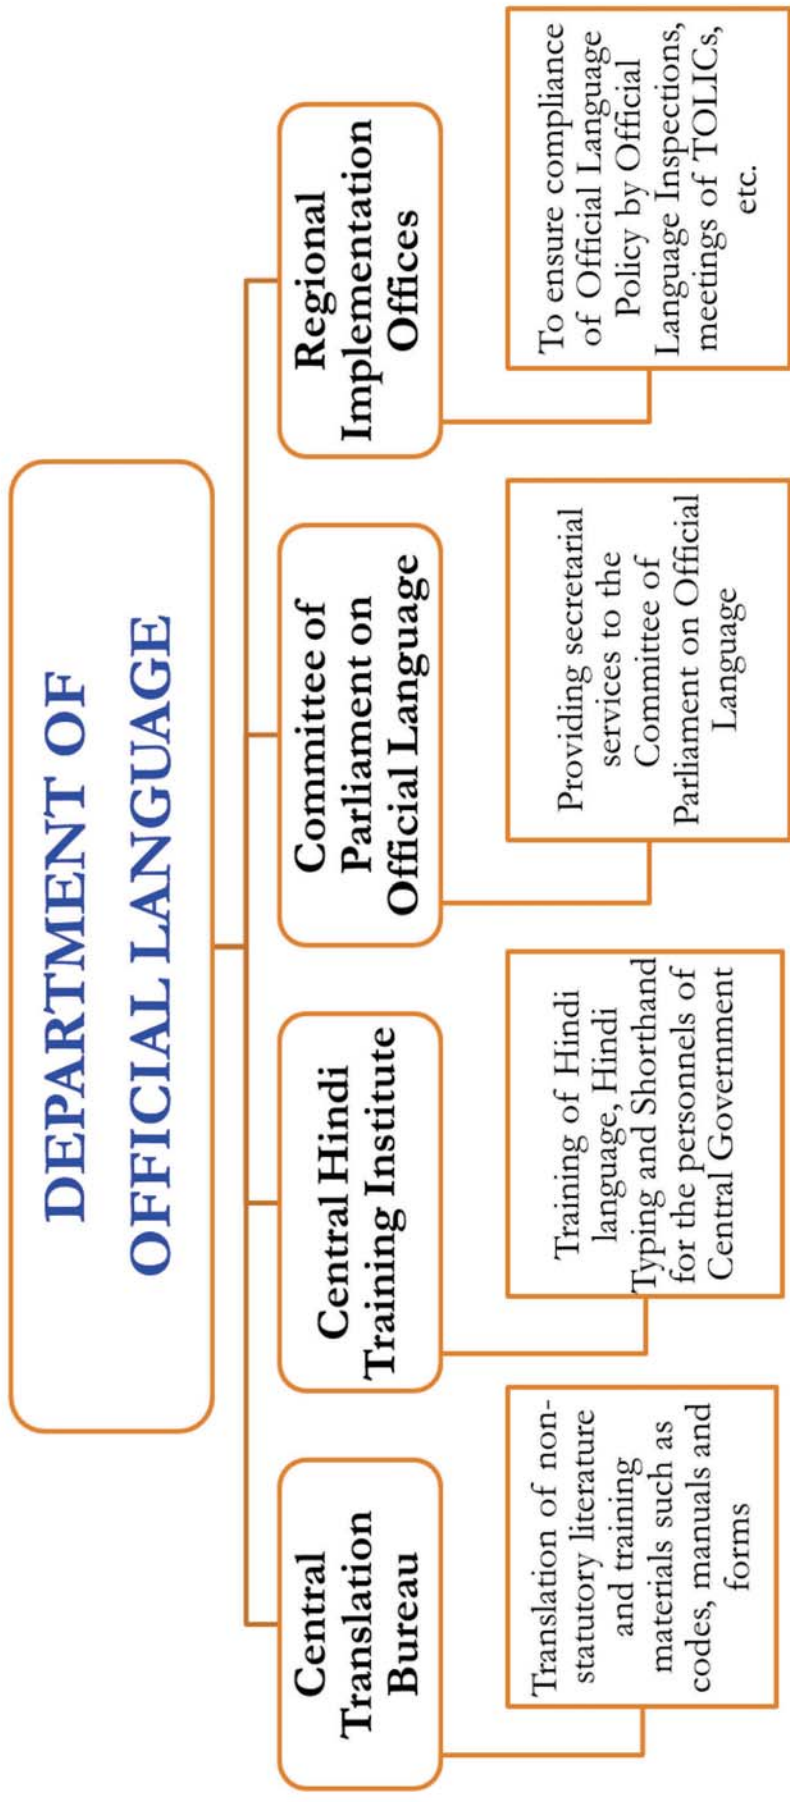 DEPARTMENT OF
OFFICIAL LANGUAGE
Central
Translation
Bureau
Central Hindi
Training Institute
Committee of
Parliament on
Official Language
Regional
Implementation
Offices
Translation of non-
statutory literature
and training
materials such as
codes, manuals and
forms
Training of Hindi
language, Hindi
Typing and Shorthand
for the personnels of
Central Government
Providing secretarial
services to the
Committee of
Parliament on Official
Language
To ensure compliance
of Official Language
Policy by Official
Language Inspections,
meetings of TOLICs,
etc.